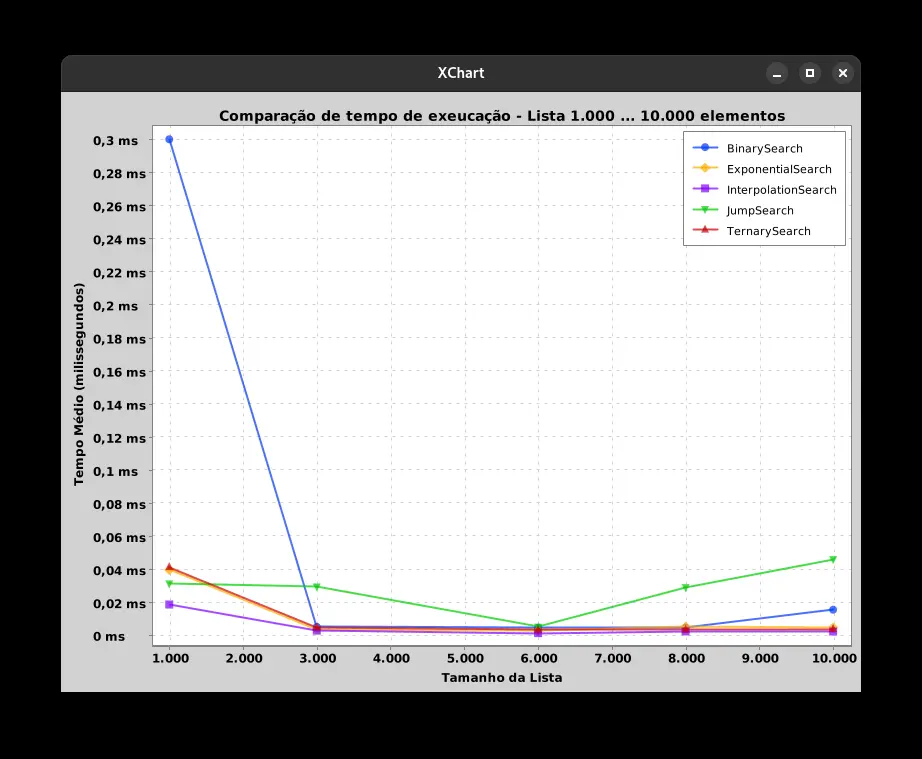 XChart
Comparação de tempo de exeucação - Lista 1.000 ... 10.000 elementos
BinarySearch
ExponentialSearch
InterpolationSearch
JumpSearch
TernarySearch
Tempo Médio (milissegundos)
0,3 ms
0,28 ms
0,26 ms
0,24 ms
0,22 ms
0,2 ms
0,18 ms
0,16 ms
0,14 ms
0,12 ms
0,1 ms
0,08 ms
0,06 ms
0,04 ms
0,02 ms
0 ms
1.000 2.000 3.000 4.000 5.000 6.000 7.000 8.000 9.000 10.000
Tamanho da Lista